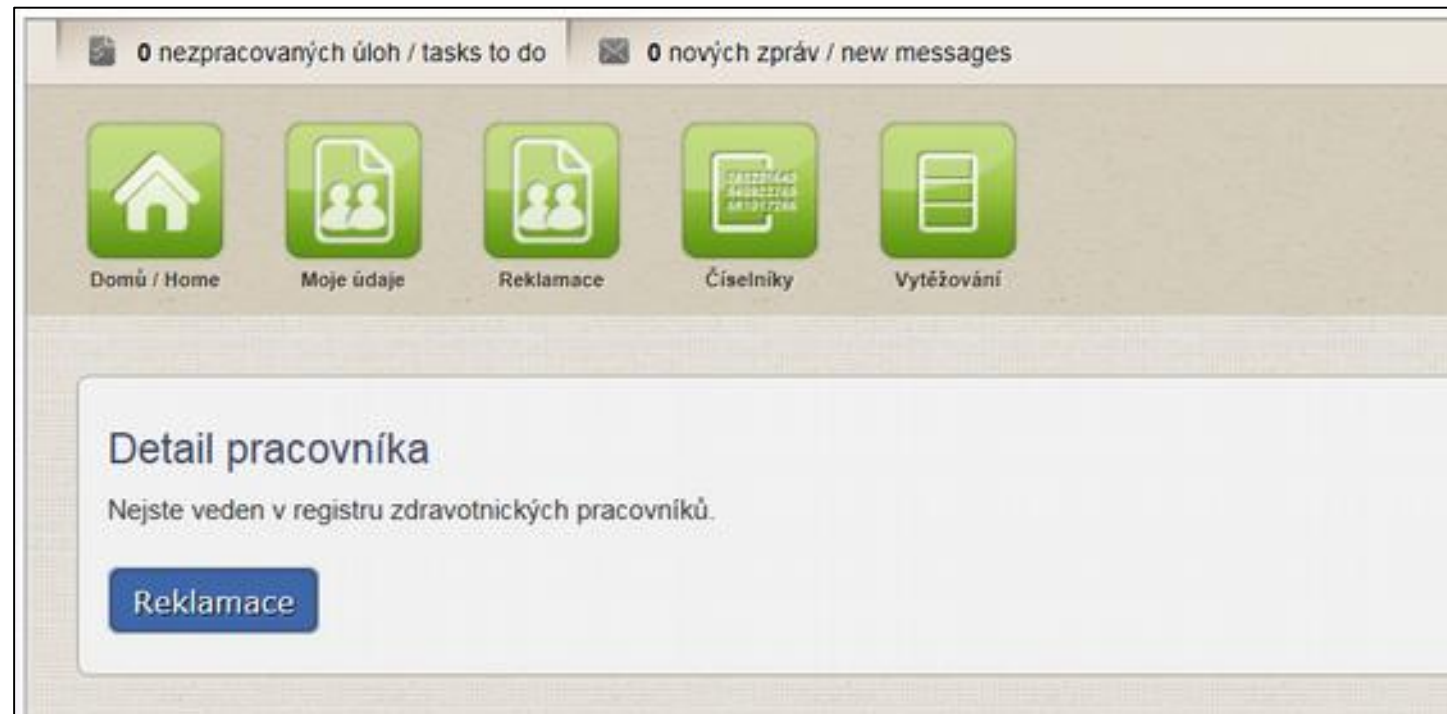 0 nezpracovaných úloh / tasks to do 0 nových zpráv / new messages
Domů / Home Moje údaje Reklamace Číselníky Vytěžování
Detail pracovníka
Nejste veden v registru zdravotnických pracovníků.
Reklamace